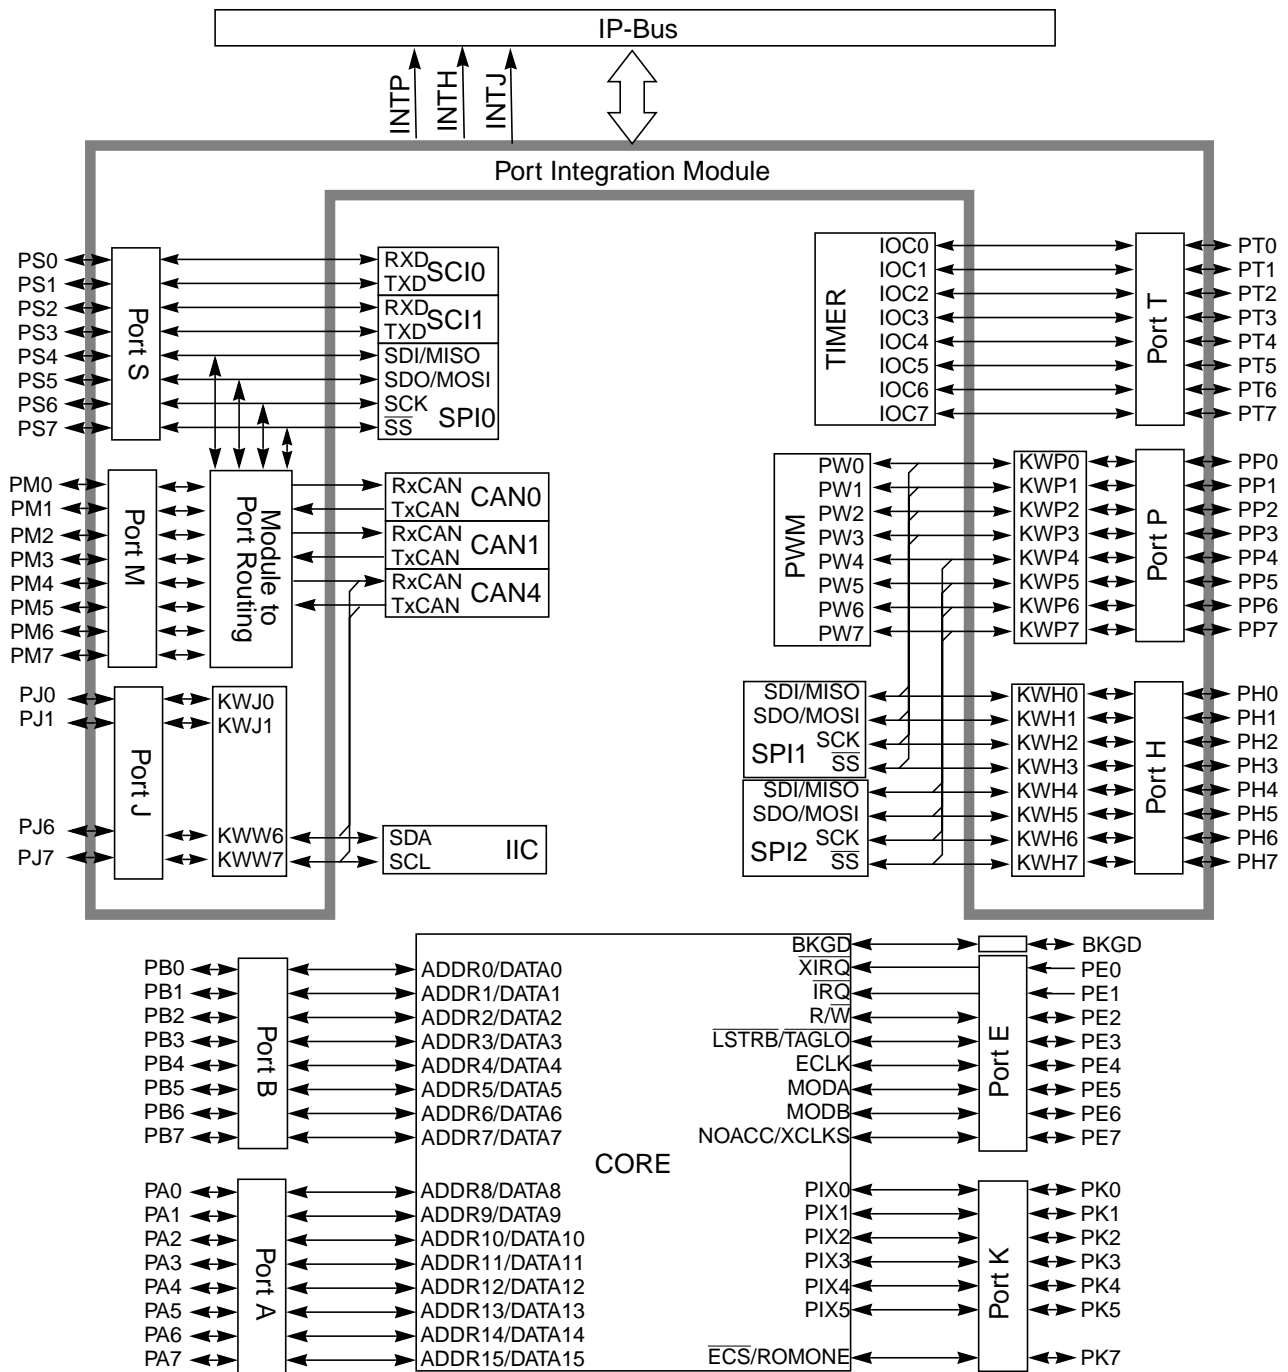 IP-Bus
INTP
INTH
INTJ
Port Integration Module
PS0
PS1
PS2
PS3
PS4
PS5
PS6
PS7
Port S
RXD
TXD
SCI0
RXD
TXD
SCI1
SDI/MISO
SDO/MOSI
SCK
SS
SPI0
PM0
PM1
PM2
PM3
PM4
PM5
PM6
PM7
Port M
Module to
Port Routing
RxCAN
TxCAN
CAN0
RxCAN
TxCAN
CAN1
RxCAN
TxCAN
CAN4
PJ0
PJ1
PJ6
PJ7
Port J
KWJ0
KWJ1
KWW6
KWW7
SDA
SCL
IIC
TIMER
IOC0
IOC1
IOC2
IOC3
IOC4
IOC5
IOC6
IOC7
Port T
PT0
PT1
PT2
PT3
PT4
PT5
PT6
PT7
PWM
PW0
PW1
PW2
PW3
PW4
PW5
PW6
PW7
KWP0
KWP1
KWP2
KWP3
KWP4
KWP5
KWP6
KWP7
Port P
PP0
PP1
PP2
PP3
PP4
PP5
PP6
PP7
SDI/MISO
SDO/MOSI
SCK
SS
SPI1
SDI/MISO
SDO/MOSI
SCK
SS
SPI2
KWH0
KWH1
KWH2
KWH3
KWH4
KWH5
KWH6
KWH7
Port H
PH0
PH1
PH2
PH3
PH4
PH5
PH6
PH7
PB0
PB1
PB2
PB3
PB4
PB5
PB6
PB7
Port B
ADDR0/DATA0
ADDR1/DATA1
ADDR2/DATA2
ADDR3/DATA3
ADDR4/DATA4
ADDR5/DATA5
ADDR6/DATA6
ADDR7/DATA7
PA0
PA1
PA2
PA3
PA4
PA5
PA6
PA7
Port A
ADDR8/DATA8
ADDR9/DATA9
ADDR10/DATA10
ADDR11/DATA11
ADDR12/DATA12
ADDR13/DATA13
ADDR14/DATA14
ADDR15/DATA15
CORE
BKGD
XIRQ
IRQ
R/W
LSTRB/TAGLO
ECLK
MODA
MODB
NOACC/XCLKS
Port E
BKGD
PE0
PE1
PE2
PE3
PE4
PE5
PE6
PE7
PIX0
PIX1
PIX2
PIX3
PIX4
PIX5
ECS/ROMONE
Port K
PK0
PK1
PK2
PK3
PK4
PK5
PK7